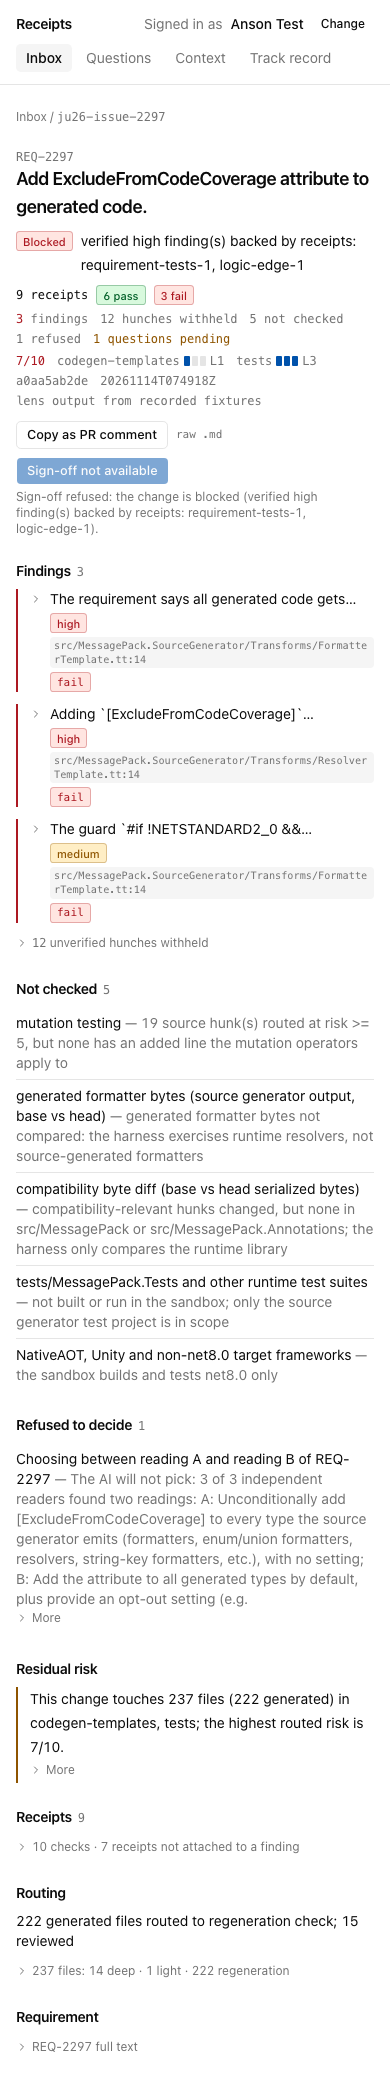 Receipts
Signed in as Anson Test Change
Inbox Questions Context Track record
Inbox / ju26-issue-2297
REQ-2297
Add ExcludeFromCodeCoverage attribute to
generated code.
Blocked verified high finding(s) backed by receipts:
requirement-tests-1, logic-edge-1
9 receipts 6 pass 3 fail
3 findings 12 hunches withheld 5 not checked
1 refused 1 questions pending
7/10 codegen-templates L1 tests L3
a0aa5ab2de 20261114T074918Z
lens output from recorded fixtures
Copy as PR comment raw .md
Sign-off not available
Sign-off refused: the change is blocked (verified high
finding(s) backed by receipts: requirement-tests-1,
logic-edge-1).
Findings 3
The requirement says all generated code gets...
high
src/MessagePack.SourceGenerator/Transforms/Formatte
rTemplate.tt:14
fail
Adding `[ExcludeFromCodeCoverage]`...
high
src/MessagePack.SourceGenerator/Transforms/Resolver
Template.tt:14
fail
The guard `#if !NETSTANDARD2_0 &&...
medium
src/MessagePack.SourceGenerator/Transforms/Formatte
rTemplate.tt:14
fail
12 unverified hunches withheld
Not checked 5
mutation testing — 19 source hunk(s) routed at risk >=
5, but none has an added line the mutation operators
apply to
generated formatter bytes (source generator output,
base vs head) — generated formatter bytes not
compared: the harness exercises runtime resolvers, not
source-generated formatters
compatibility byte diff (base vs head serialized bytes)
— compatibility-relevant hunks changed, but none in
src/MessagePack or src/MessagePack.Annotations; the
harness only compares the runtime library
tests/MessagePack.Tests and other runtime test suites
— not built or run in the sandbox; only the source
generator test project is in scope
NativeAOT, Unity and non-net8.0 target frameworks —
the sandbox builds and tests net8.0 only
Refused to decide 1
Choosing between reading A and reading B of REQ-
2297 — The AI will not pick: 3 of 3 independent
readers found two readings: A: Unconditionally add
[ExcludeFromCodeCoverage] to every type the source
generator emits (formatters, enum/union formatters,
resolvers, string-key formatters, etc.), with no setting;
B: Add the attribute to all generated types by default,
plus provide an opt-out setting (e.g.
More
Residual risk
This change touches 237 files (222 generated) in
codegen-templates, tests; the highest routed risk is
7/10.
More
Receipts 9
10 checks · 7 receipts not attached to a finding
Routing
222 generated files routed to regeneration check; 15
reviewed
237 files: 14 deep · 1 light · 222 regeneration
Requirement
REQ-2297 full text